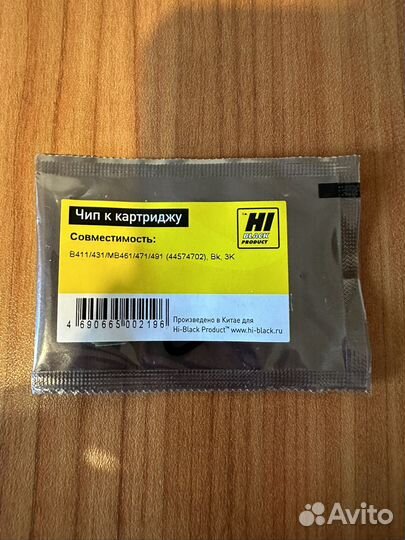 Чип к картриджу
Совместимость:
B411/431/MB461/471/491 (44574702), Bk, 3K
HI
BLACK
PRODUCT
4 690665 002196
Произведено в Китае для
Hi-Black Product™ www.hi-black.ru
Avito